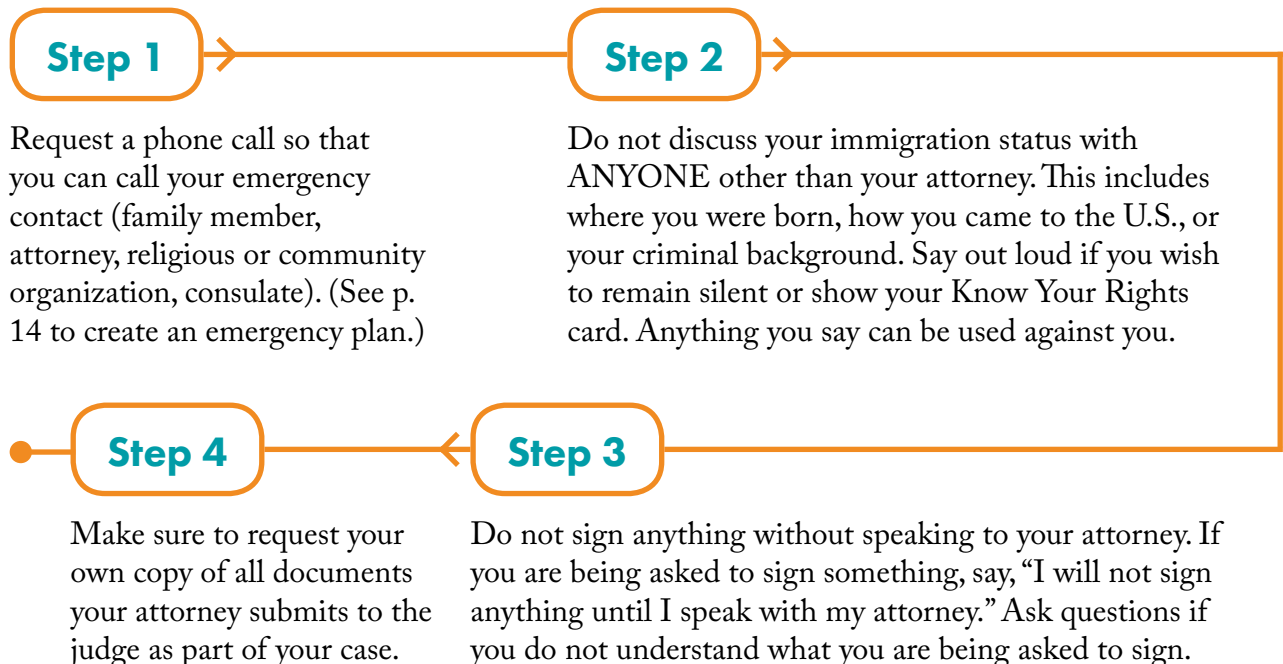 Step 1
Request a phone call so that
you can call your emergency
contact (family member,
attorney, religious or community
organization, consulate). (See p.
14 to create an emergency plan.)
Step 2
Do not discuss your immigration status with
ANYONE other than your attorney. This includes
where you were born, how you came to the U.S., or
your criminal background. Say out loud if you wish
to remain silent or show your Know Your Rights
card. Anything you say can be used against you.
Step 3
Do not sign anything without speaking to your attorney. If
you are being asked to sign something, say, “I will not sign
anything until I speak with my attorney.” Ask questions if
you do not understand what you are being asked to sign.
Step 4
Make sure to request your
own copy of all documents
your attorney submits to the
judge as part of your case.